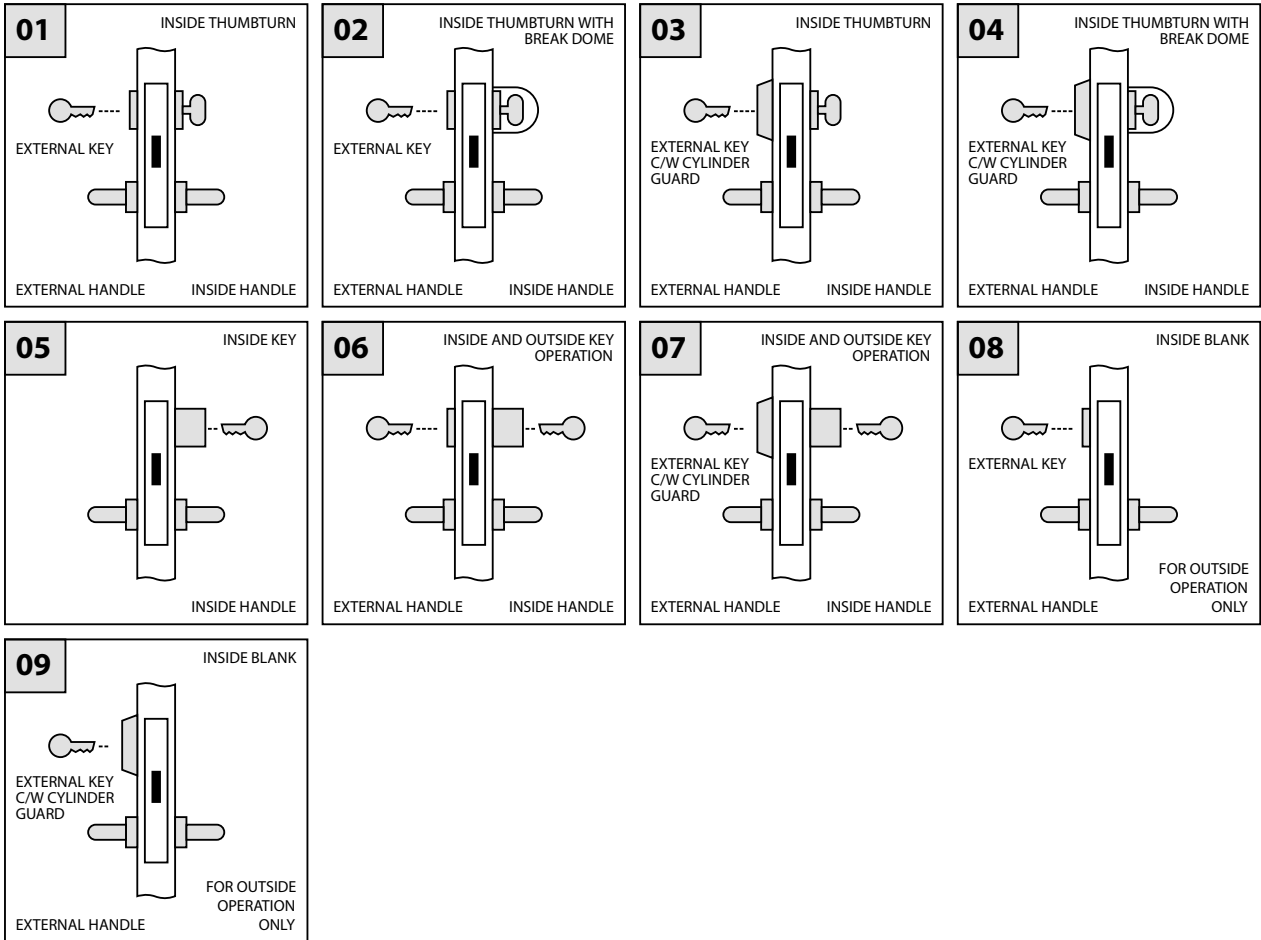 01
INSIDE THUMBTURN
EXTERNAL KEY
EXTERNAL HANDLE
INSIDE HANDLE
02
INSIDE THUMBTURN WITH
BREAK DOME
EXTERNAL KEY
EXTERNAL HANDLE
INSIDE HANDLE
03
INSIDE THUMBTURN
EXTERNAL KEY
C/W CYLINDER
GUARD
EXTERNAL HANDLE
INSIDE HANDLE
04
INSIDE THUMBTURN WITH
BREAK DOME
EXTERNAL KEY
C/W CYLINDER
GUARD
EXTERNAL HANDLE
INSIDE HANDLE
05
INSIDE KEY
INSIDE HANDLE
06
INSIDE AND OUTSIDE KEY
OPERATION
EXTERNAL HANDLE
INSIDE HANDLE
07
INSIDE AND OUTSIDE KEY
OPERATION
EXTERNAL KEY
C/W CYLINDER
GUARD
EXTERNAL HANDLE
INSIDE HANDLE
08
INSIDE BLANK
EXTERNAL KEY
EXTERNAL HANDLE
FOR OUTSIDE
OPERATION
ONLY
09
INSIDE BLANK
EXTERNAL KEY
C/W CYLINDER
GUARD
EXTERNAL HANDLE
FOR OUTSIDE
OPERATION
ONLY